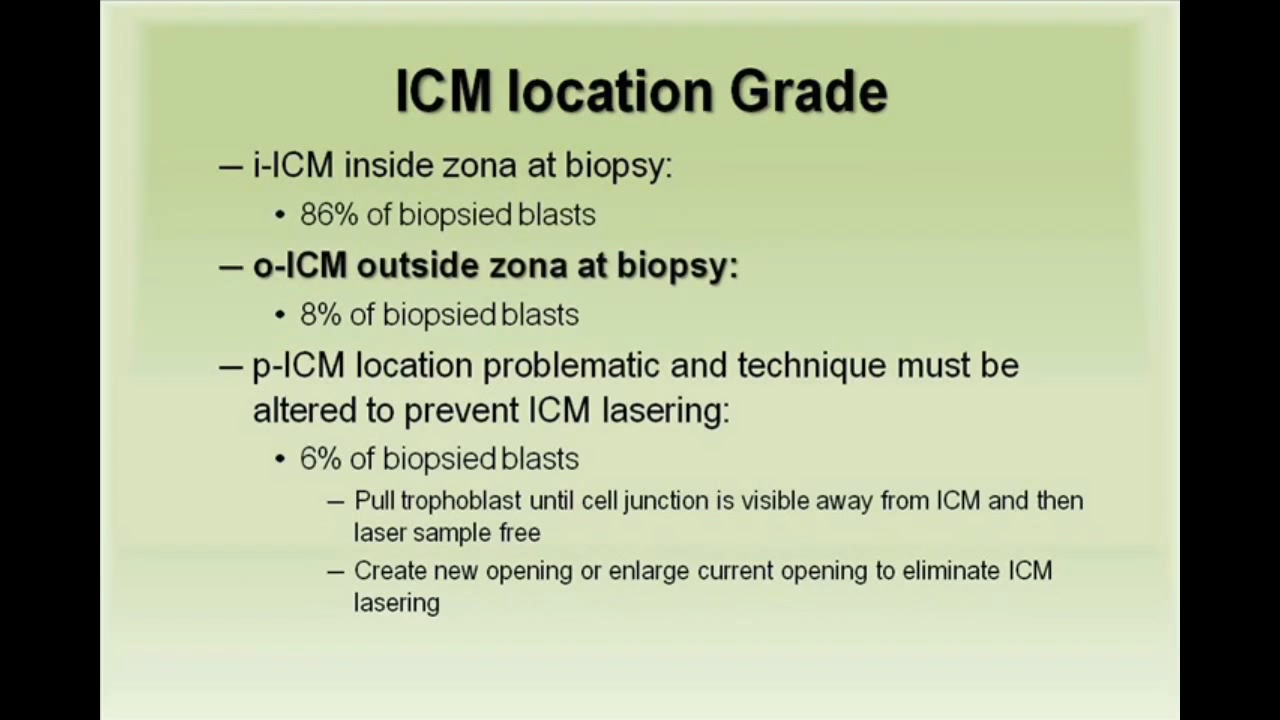 ICM location Grade
– i-ICM inside zona at biopsy:
• 86% of biopsied blasts
– o-ICM outside zona at biopsy:
• 8% of biopsied blasts
– p-ICM location problematic and technique must be
altered to prevent ICM lasering:
• 6% of biopsied blasts
– Pull trophoblast until cell junction is visible away from ICM and then
laser sample free
– Create new opening or enlarge current opening to eliminate ICM
lasering